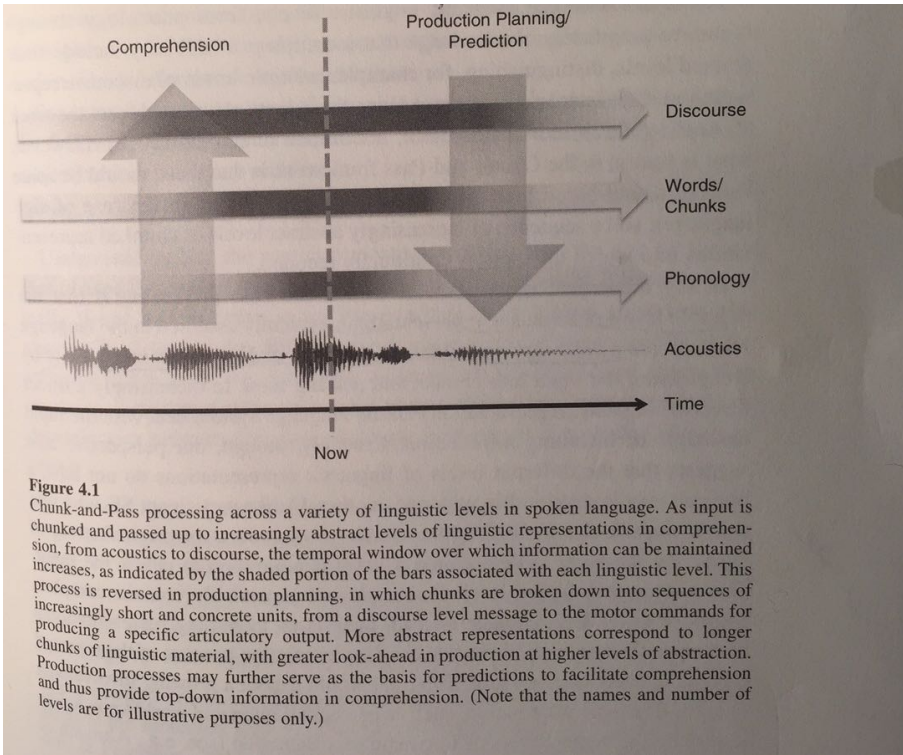 Comprehension
Production Planning/
Prediction
Discourse
Words/
Chunks
Phonology
Acoustics
Time
Now
Figure 4.1
Chunk-and-Pass processing across a variety of linguistic levels in spoken language. As input is
chunked and passed up to increasingly abstract levels of linguistic representations in comprehen-
sion, from acoustics to discourse, the temporal window over which information can be maintained
increases, as indicated by the shaded portion of the bars associated with each linguistic level. This
process is reversed in production planning, in which chunks are broken down into sequences of
increasingly short and concrete units, from a discourse level message to the motor commands for
producing a specific articulatory output. More abstract representations correspond to longer
chunks of linguistic material, with greater look-ahead in production at higher levels of abstraction.
Production processes may further serve as the basis for predictions to facilitate comprehension
and thus provide top-down information in comprehension. (Note that the names and number of
levels are for illustrative purposes only.)